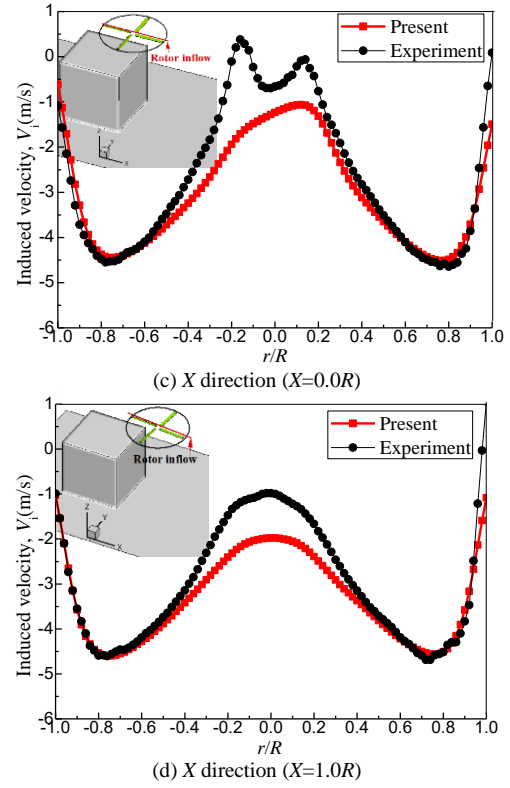 1
0
-1
-2
-3
-4
-5
-6
Induced velocity, Vi(m/s)
Rotor inflow
Z
Y
X
Present
Experiment
-1.0 -0.8 -0.6 -0.4 -0.2 0.0 0.2 0.4 0.6 0.8 1.0
r/R
(c) X direction (X=0.0R)
1
0
-1
-2
-3
-4
-5
-6
Induced velocity, Vi(m/s)
Rotor inflow
Z
Y
X
Present
Experiment
-1.0 -0.8 -0.6 -0.4 -0.2 0.0 0.2 0.4 0.6 0.8 1.0
r/R
(d) X direction (X=1.0R)